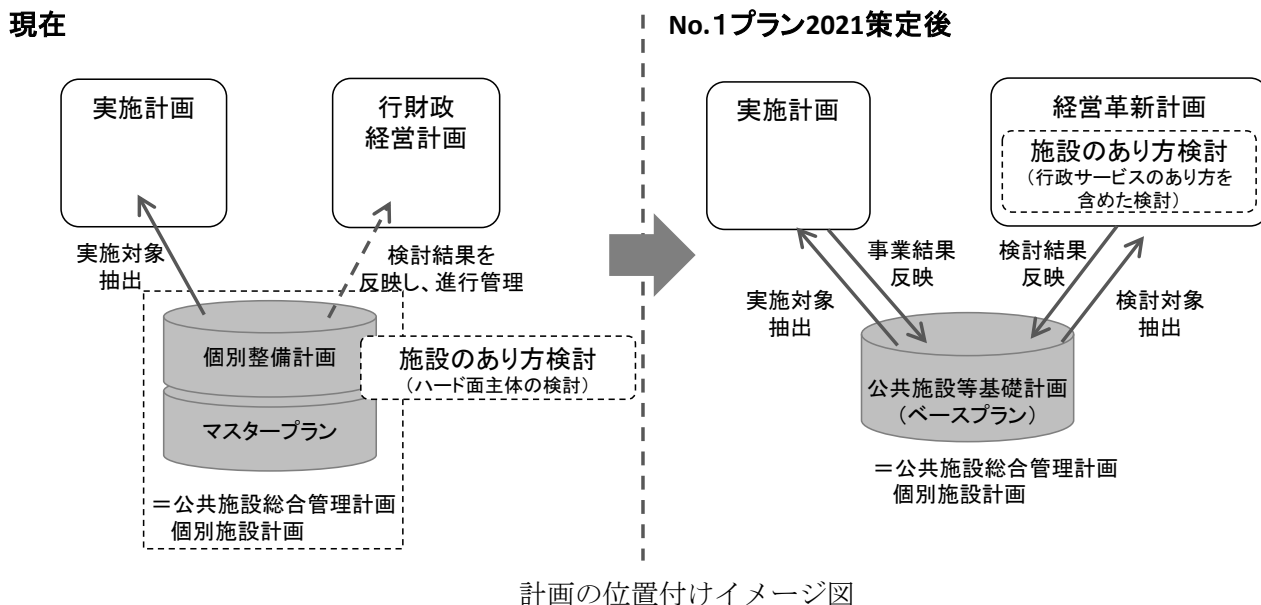 現在
実施計画
行財政
経営計画
実施対象
抽出
検討結果を
反映し、進行管理
個別整備計画
マスタープラン
施設のあり方検討
（ハード面主体の検討）
＝公共施設総合管理計画
個別施設計画
No.１プラン2021策定後
実施計画
経営革新計画
施設のあり方検討
（行政サービスのあり方を
含めた検討）
実施対象
抽出
事業結果
反映
検討結果
反映
検討対象
抽出
公共施設等基礎計画
（ベースプラン）
＝公共施設総合管理計画
個別施設計画
計画の位置付けイメージ図